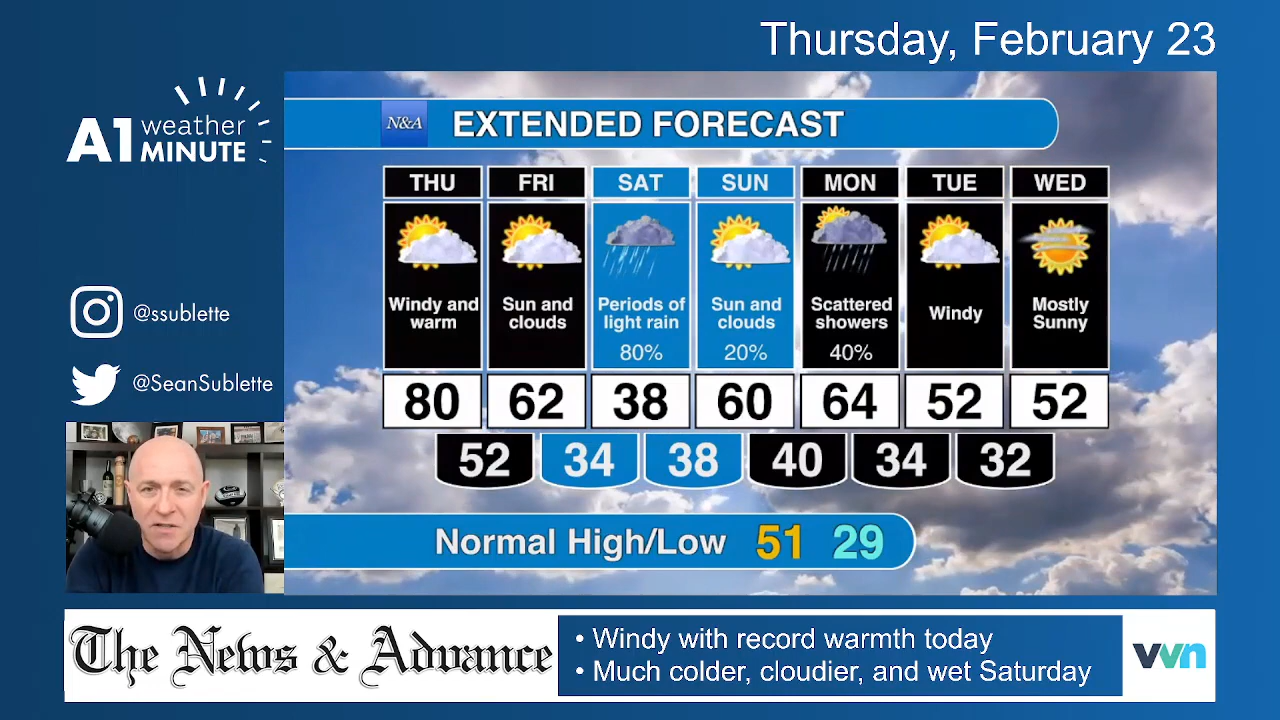 Thursday, February 23
A1 weather
MINUTE
N&A EXTENDED FORECAST
THU FRI SAT SUN MON TUE WED
Windy and Sun and Periods of Sun and Scattered Windy Mostly
warm clouds light rain clouds showers Sunny
80% 20% 40%
80 62 38 60 64 52 52
52 34 38 40 34 32
Normal High/Low 51 29
@ssublette
@SeanSublette
The News & Advance
• Windy with record warmth today
• Much colder, cloudier, and wet Saturday
vvn